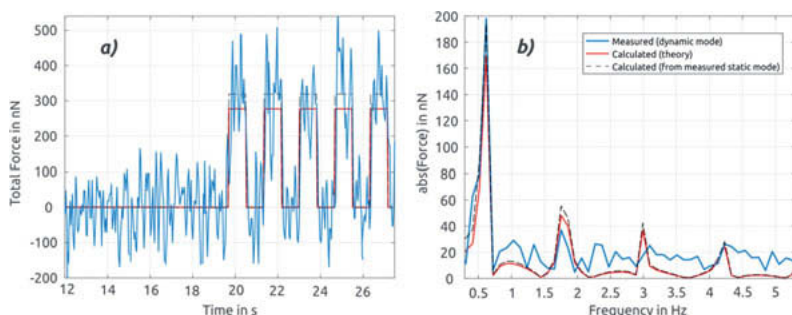 a)
500
400
300
200
100
0
-100
-200
12 14 16 18 20 22 24 26
Time in s
Total Force in nN
b)
Measured (dynamic mode)
Calculated (theory)
Calculated (from measured static mode)
200
180
160
140
120
100
80
60
40
20
0
0.5 1 1.5 2 2.5 3 3.5 4 4.5 5
Frequency in Hz
abs(Force) in nN